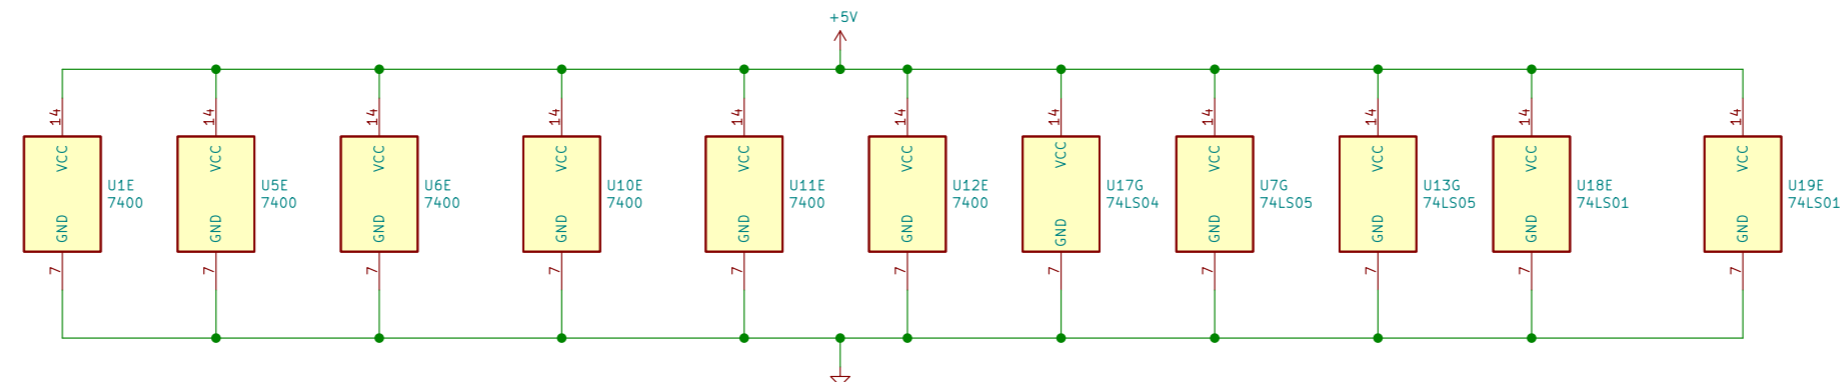 +5V
14
14
14
14
14
14
14
14
14
14
14
VCC
VCC
VCC
VCC
VCC
VCC
VCC
VCC
VCC
VCC
VCC
U1E
7400
U5E
7400
U6E
7400
U10E
7400
U11E
7400
U12E
7400
U17G
74LS04
U7G
74LS05
U13G
74LS05
U18E
74LS01
U19E
74LS01
GND
GND
GND
GND
GND
GND
GND
GND
GND
GND
GND
7
7
7
7
7
7
7
7
7
7
7